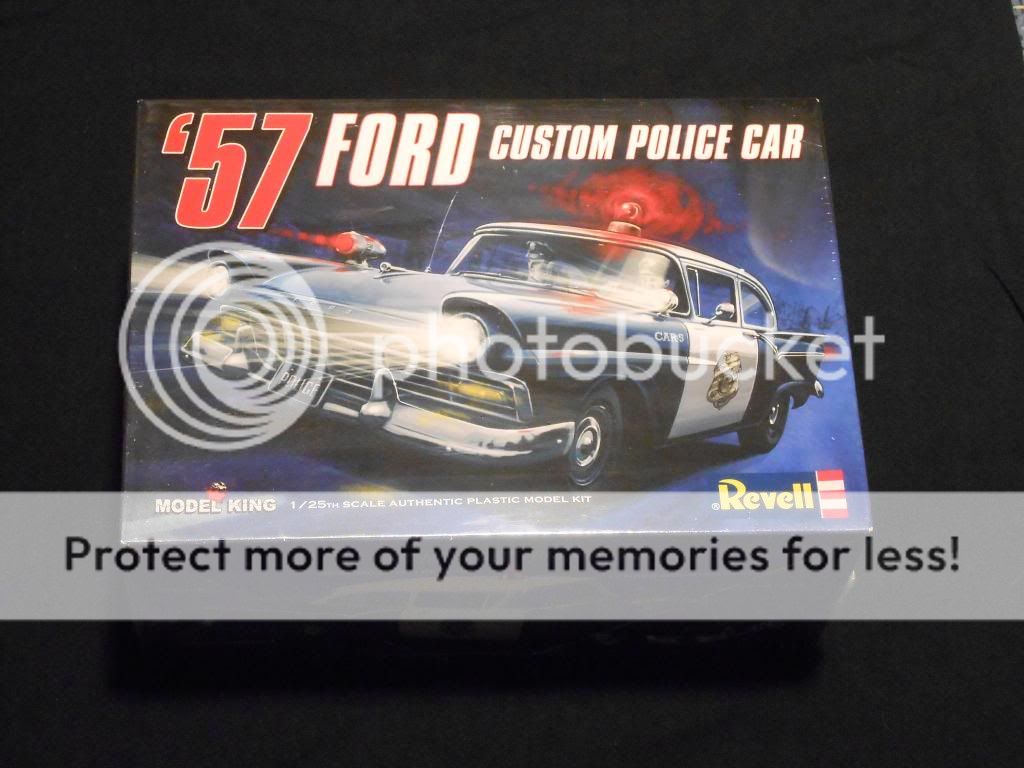 '57 FORD CUSTOM POLICE CAR
CARS
photobucket
POLICE
MODEL KING 1/25TH SCALE AUTHENTIC PLASTIC MODEL KIT
®Revell
Protect more of your memories for less!